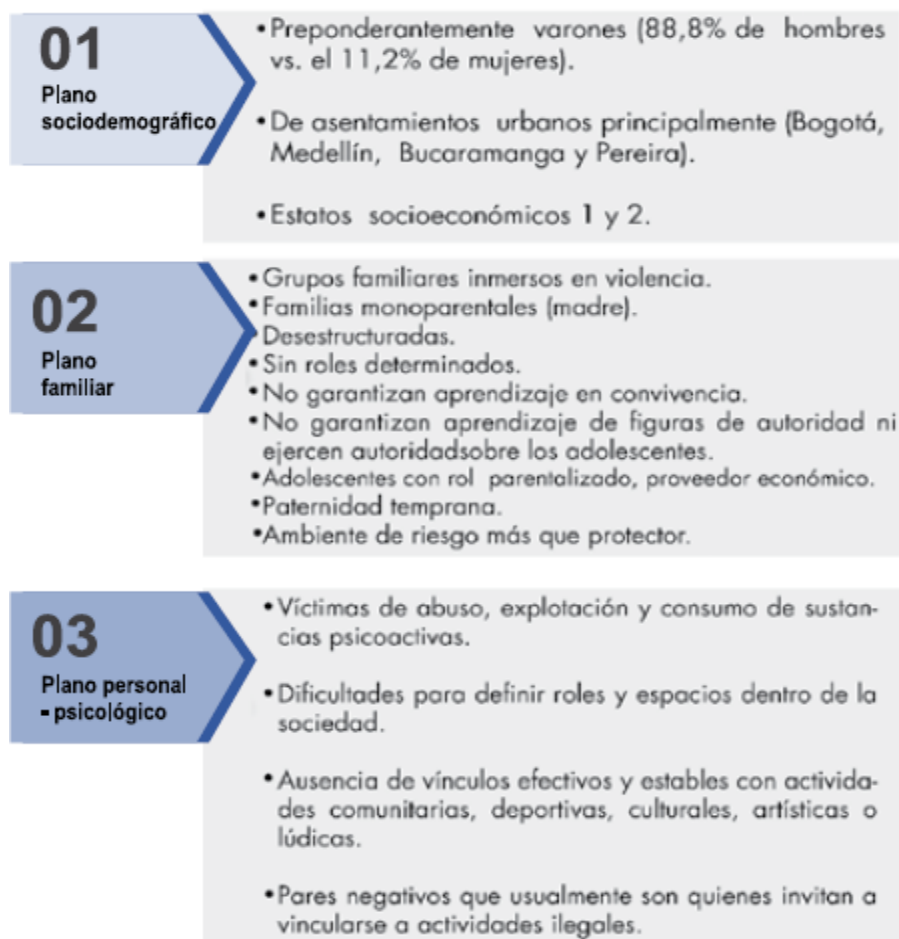 01
Plano
sociodemográfico
•Preponderantemente varones (88,8% de hombres
vs. el 11,2% de mujeres).
•De asentamientos urbanos principalmente (Bogotá,
Medellín, Bucaramanga y Pereira).
•Estatos socioeconómicos 1 y 2.
02
Plano
familiar
•Grupos familiares inmersos en violencia.
•Familias monoparentales (madre).
•Desestructuradas.
•Sin roles determinados.
•No garantizan aprendizaje en convivencia.
•No garantizan aprendizaje de figuras de autoridad ni
ejercen autoridadsobre los adolescentes.
•Adolescentes con rol parentalizado, proveedor económico.
•Paternidad temprana.
•Ambiente de riesgo más que protector.
03
Plano personal
- psicológico
•Víctimas de abuso, explotación y consumo de sustan-
cias psicoactivas.
•Dificultades para definir roles y espacios dentro de la
sociedad.
•Ausencia de vínculos efectivos y estables con activida-
des comunitarias, deportivas, culturales, artísticas o
lúdicas.
•Pares negativos que usualmente son quienes invitan a
vincularse a actividades ilegales.